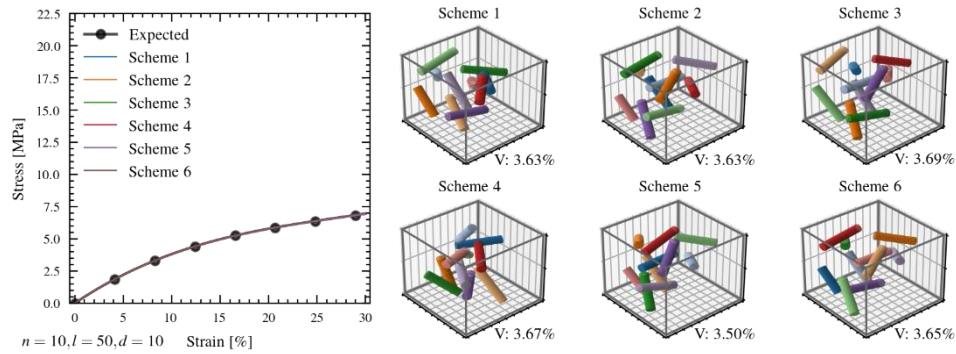 22.5
20.0
17.5
15.0
12.5
10.0
7.5
5.0
2.5
0.0
Stress [MPa]
Expected
Scheme 1
Scheme 2
Scheme 3
Scheme 4
Scheme 5
Scheme 6
0 5 10 15 20 25 30
n = 10, l = 50, d = 10 Strain [%]
Scheme 1
V: 3.63%
Scheme 2
V: 3.63%
Scheme 3
V: 3.69%
Scheme 4
V: 3.67%
Scheme 5
V: 3.50%
Scheme 6
V: 3.65%